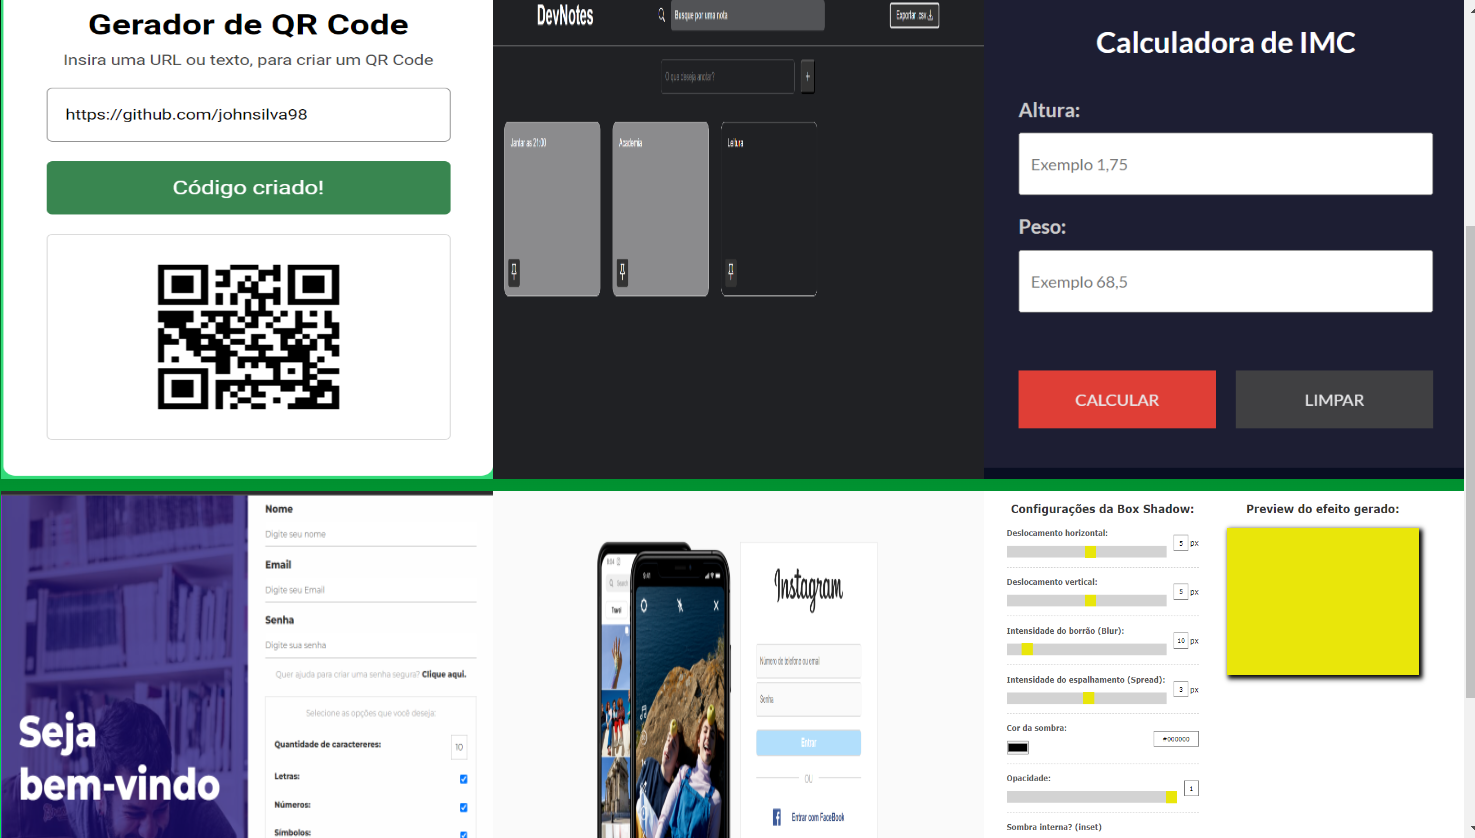 Gerador de QR Code
Insira uma URL ou texto, para criar um QR Code
https://github.com/johnsilva98
Código criado!
DevNotes
Busque por uma nota
Exportar .csv
O que deseja anotar?
+
Jantar as 21:00
Academia
Leitura
Calculadora de IMC
Altura:
Exemplo 1,75
Peso:
Exemplo 68,5
CALCULAR
LIMPAR
Seja
bem-vindo
Nome
Digite seu nome
Email
Digite seu Email
Senha
Digite sua senha
Quer ajuda para criar uma senha segura? Clique aqui.
Selecione as opções que você deseja:
Quantidade de caractereres:
10
Letras:
Números:
Símbolos:
Search
Travel
9:41
Instagram
Número de telefone ou email
Senha
Entrar
OU
Entrar com FaceBook
Configurações da Box Shadow:
Deslocamento horizontal:
5 px
Deslocamento vertical:
5 px
Intensidade do borrão (Blur):
10 px
Intensidade do espalhamento (Spread):
3 px
Cor da sombra:
#000000
Opacidade:
1
Sombra interna? (inset)
Preview do efeito gerado: